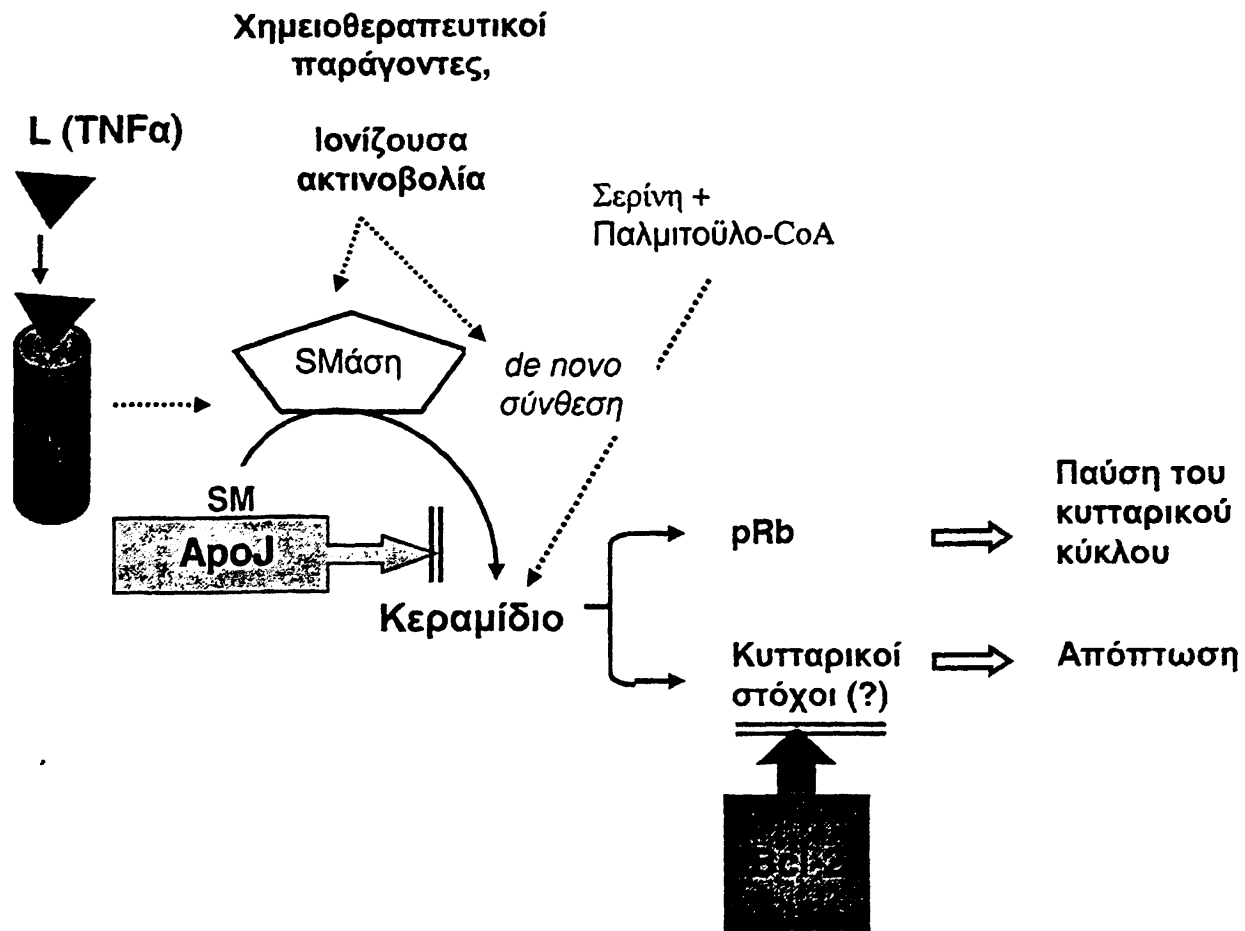 Χημειοθεραπευτικοί
παράγοντες,
L (TNFα)
Ιονίζουσα
ακτινοβολία
Σερίνη +
Παλμιτοϋλο-CoA
SMάση
de novo
σύνθεση
SM
ApoJ
Κεραμίδιο
pRb
Παύση του
κυτταρικού
κύκλου
Κυτταρικοί
στόχοι (?)
Απόπτωση